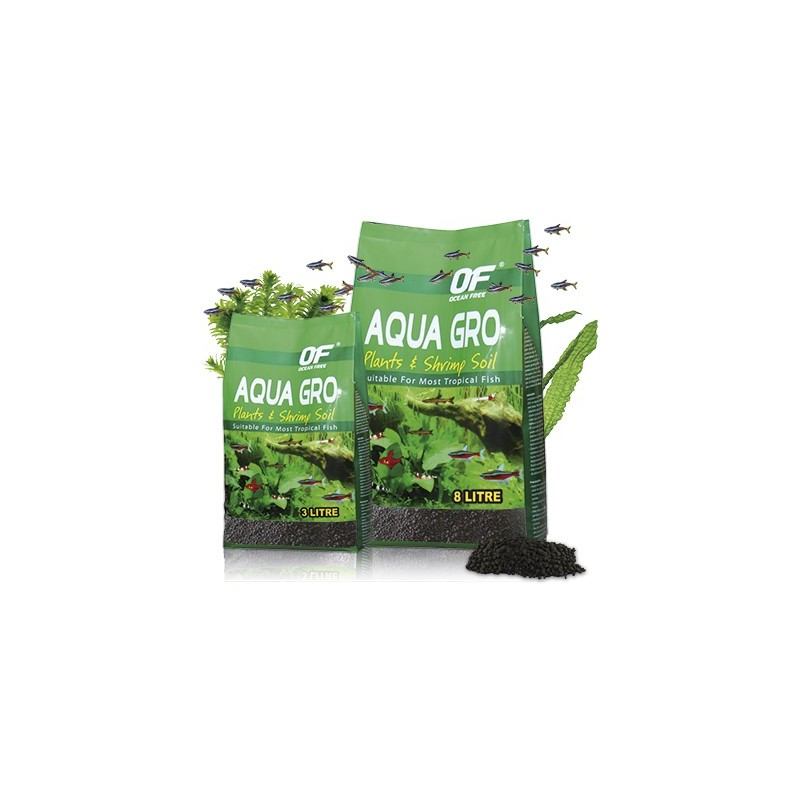 OF®
OCEAN FREE
AQUA GRO
Plants & Shrimp Soil
Suitable For Most Tropical Fish
3 LITRE
OF®
OCEAN FREE
AQUA GRO
Plants & Shrimp Soil
uitable For Most Tropical Fish
8 LITRE